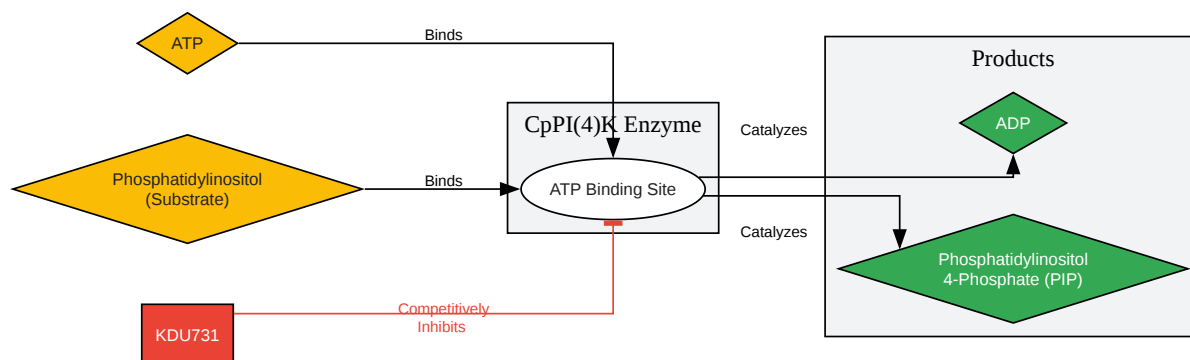 ATP
Binds
Products
CpPI(4)K Enzyme
Catalyzes
ADP
Phosphatidylinositol
(Substrate)
Binds
ATP Binding Site
Catalyzes
Phosphatidylinositol
4-Phosphate (PIP)
KDU731
Competitively
Inhibits